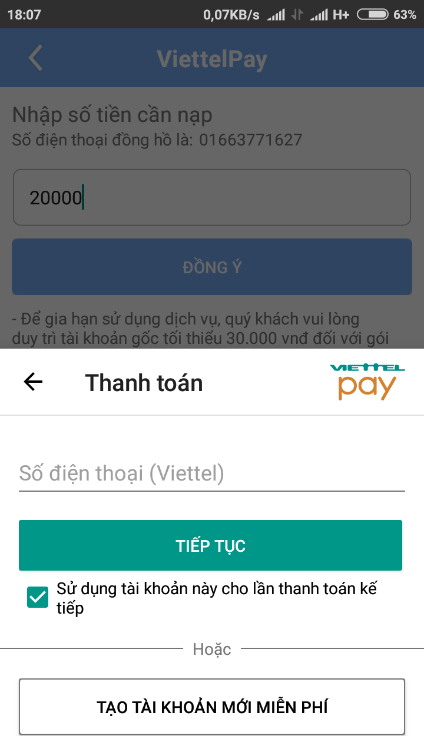 18:07 0,07KB/s H+ 63%
ViettelPay
Nhập số tiền cần nạp
Số điện thoại đồng hồ là: 01663771627
20000
ĐỒNG Ý
- Để gia hạn sử dụng dịch vụ, quý khách vui lòng
duy trì tài khoản gốc tối thiểu 30.000 vnđ đối với gói
Thanh toán
VIETTEL
pay
Số điện thoại (Viettel)
TIẾP TỤC
Sử dụng tài khoản này cho lần thanh toán kế
tiếp
Hoặc
TẠO TÀI KHOẢN MỚI MIỄN PHÍ